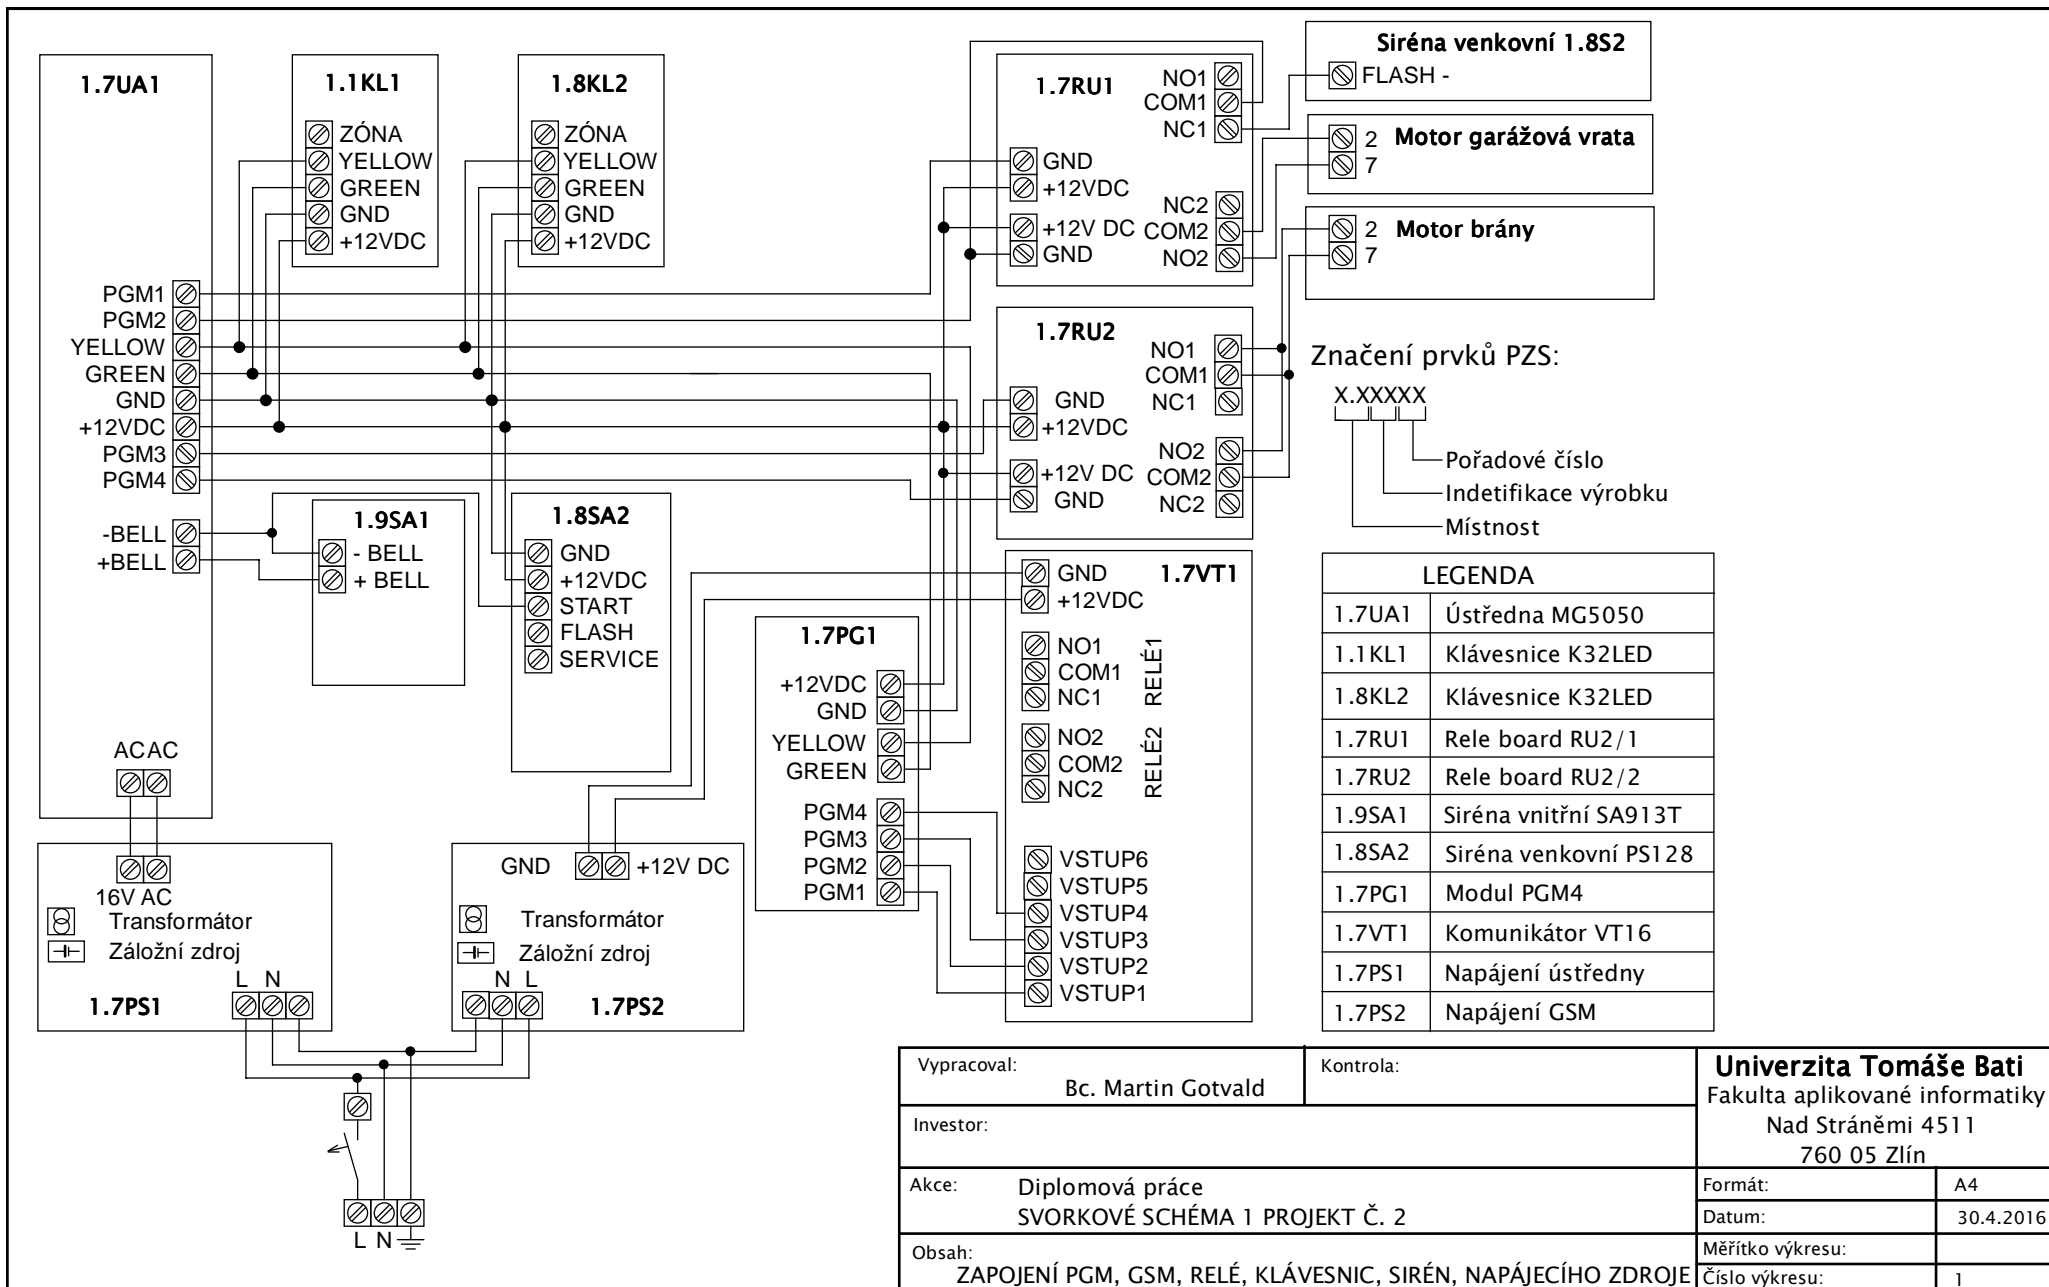 1.7UA1
PGM1
PGM2
YELLOW
GREEN
GND
+12VDC
PGM3
PGM4
-BELL
+BELL
ACAC
1.1KL1
ZÓNA
YELLOW
GREEN
GND
+12VDC
1.8KL2
ZÓNA
YELLOW
GREEN
GND
+12VDC
1.9SA1
- BELL
+ BELL
1.8SA2
GND
+12VDC
START
FLASH
SERVICE
1.7RU1
NO1
COM1
NC1
GND
+12VDC
+12V DC
GND
NC2
COM2
NO2
1.7RU2
NO1
COM1
NC1
GND
+12VDC
+12V DC
GND
NO2
COM2
NC2
Siréna venkovní 1.8S2
FLASH -
2 Motor garážová vrata
7
2 Motor brány
7
Značení prvků PZS:
X.XXXXX
Pořadové číslo
Indetifikace výrobku
Místnost
1.7PG1
+12VDC
GND
YELLOW
GREEN
PGM4
PGM3
PGM2
PGM1
1.7VT1
GND
+12VDC
NO1
COM1
NC1
RELÉ1
NO2
COM2
NC2
RELÉ2
VSTUP6
VSTUP5
VSTUP4
VSTUP3
VSTUP2
VSTUP1
16V AC
Transformátor
Záložní zdroj
L N
1.7PS1
GND +12V DC
Transformátor
Záložní zdroj
N L
1.7PS2
L N
LEGENDA
1.7UA1 Ústředna MG5050
1.1KL1 Klávesnice K32LED
1.8KL2 Klávesnice K32LED
1.7RU1 Rele board RU2/1
1.7RU2 Rele board RU2/2
1.9SA1 Siréna vnitřní SA913T
1.8SA2 Siréna venkovní PS128
1.7PG1 Modul PGM4
1.7VT1 Komunikátor VT16
1.7PS1 Napájení ústředny
1.7PS2 Napájení GSM
Vypracoval:
Bc. Martin Gotvald
Kontrola:
Investor:
Akce: Diplomová práce
SVORKOVÉ SCHÉMA 1 PROJEKT Č. 2
Obsah:
ZAPOJENÍ PGM, GSM, RELÉ, KLÁVESNIC, SIRÉN, NAPÁJECÍHO ZDROJE
Univerzita Tomáše Bati
Fakulta aplikované informatiky
Nad Stráněmi 4511
760 05 Zlín
Formát: A4
Datum: 30.4.2016
Měřítko výkresu:
Číslo výkresu: 1